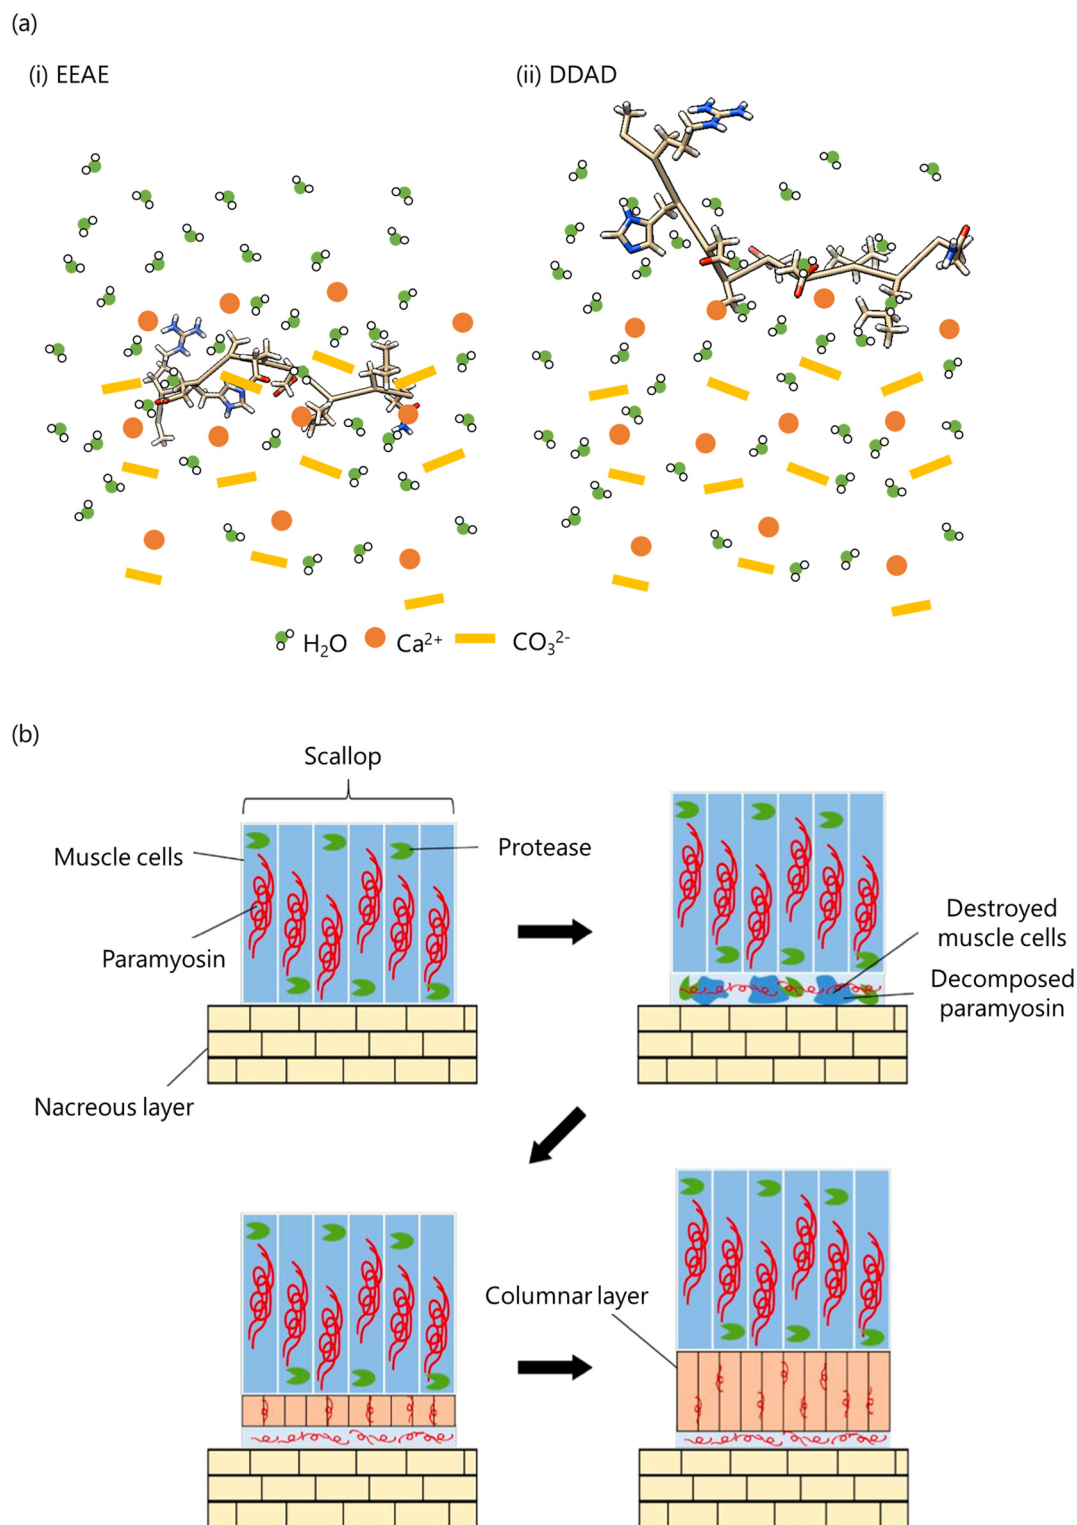 (a)
(i) EEAE
(ii) DDAD
H₂O
Ca²⁺
CO₃²⁻
(b)
Scallop
Muscle cells
Protease
Paramyosin
Destroyed
muscle cells
Decomposed
paramyosin
Nacreous layer
Columnar layer